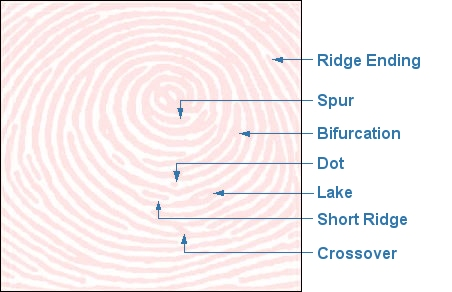 Ridge Ending
Spur
Bifurcation
Dot
Lake
Short Ridge
Crossover